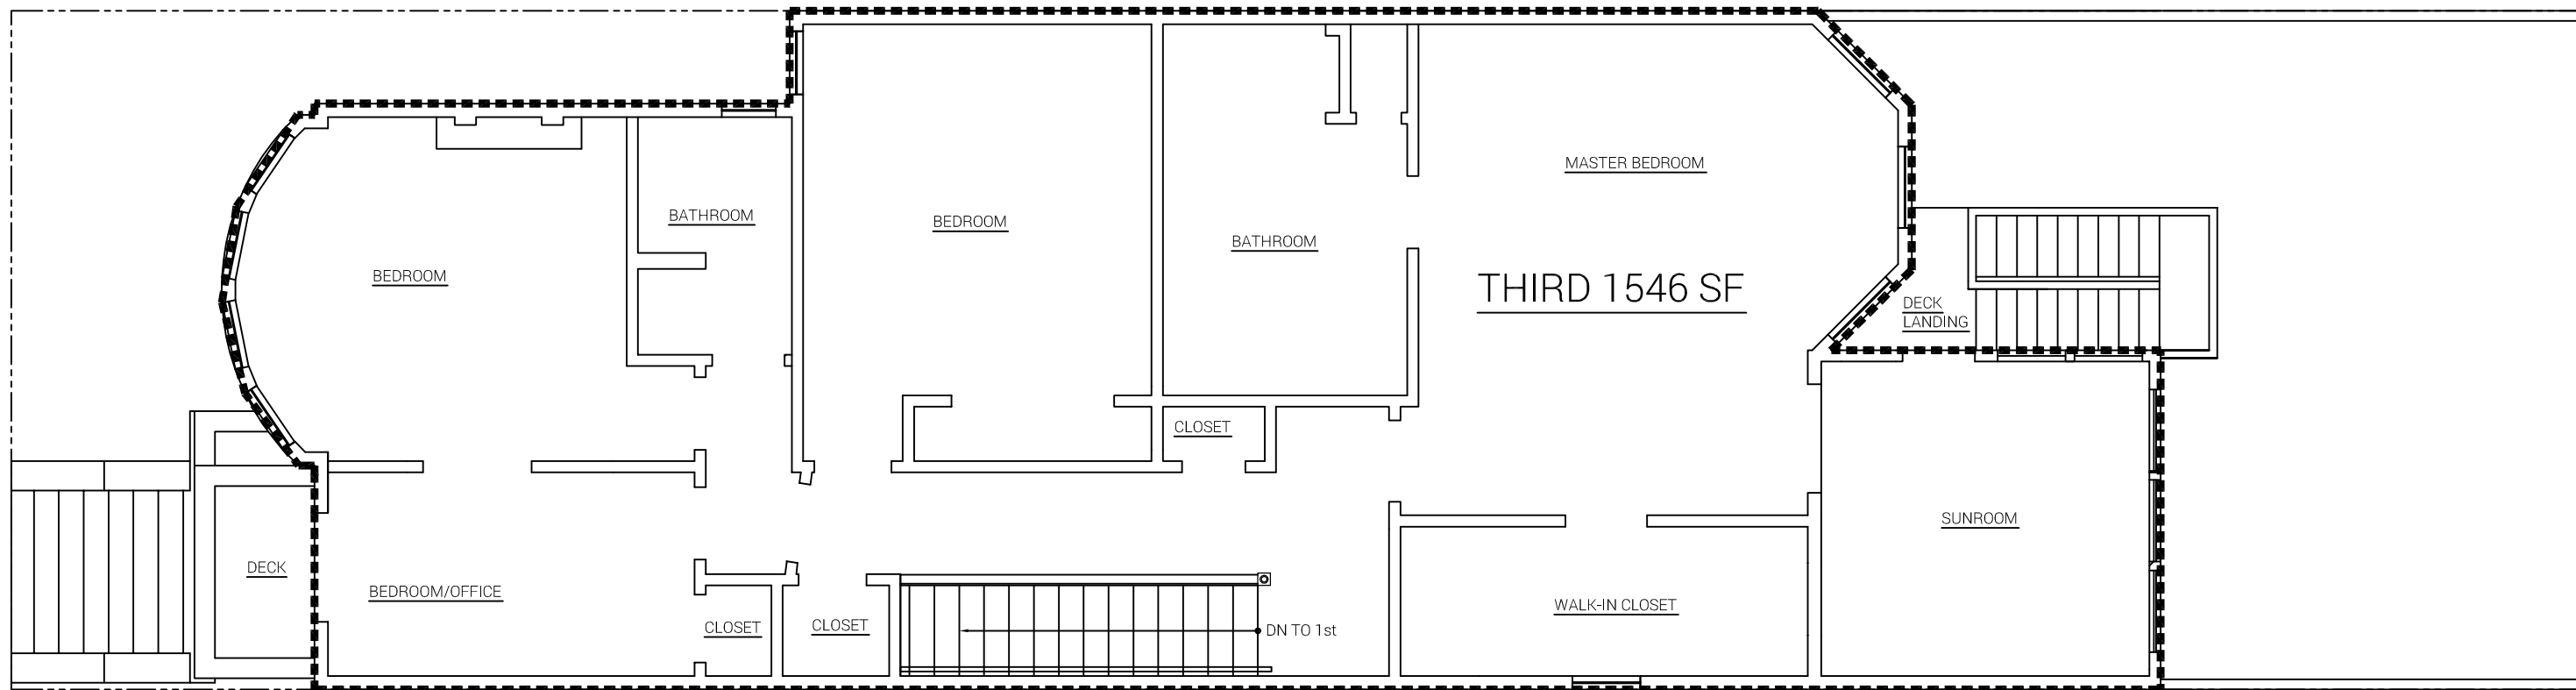 MASTER BEDROOM
BATHROOM
BEDROOM
BATHROOM
BEDROOM
THIRD 1546 SF
DECK
LANDING
CLOSET
SUNROOM
DECK
BEDROOM/OFFICE
WALK-IN CLOSET
CLOSET
CLOSET
DN TO 1st